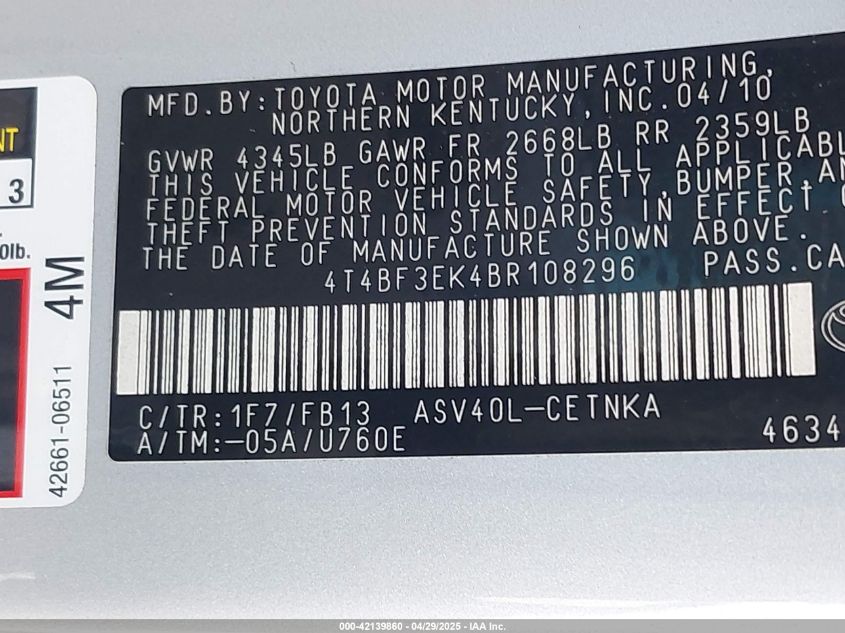 MFD.BY:TOYOTA MOTOR MANUFACTURING,
NORTHERN KENTUCKY, INC. 04/10
GVWR 4345LB GAWR FR 2668LB RR 2359LB
THIS VEHICLE CONFORMS TO ALL APPLICABL
FEDERAL MOTOR VEHICLE SAFETY, BUMPER, AN
THEFT PREVENTION STANDARDS IN EFFECT
THE DATE OF MANUFACTURE SHOWN ABOVE.
4T4BF3EK4BR108296 PASS.CA
C/TR:1F7/FB13 ASV40L-CETNKA
A/TM:-05A/U760E 4634
NT
3
0lb.
4M
42661-06511
000-42139860 - 04/29/2025 - IAA Inc.